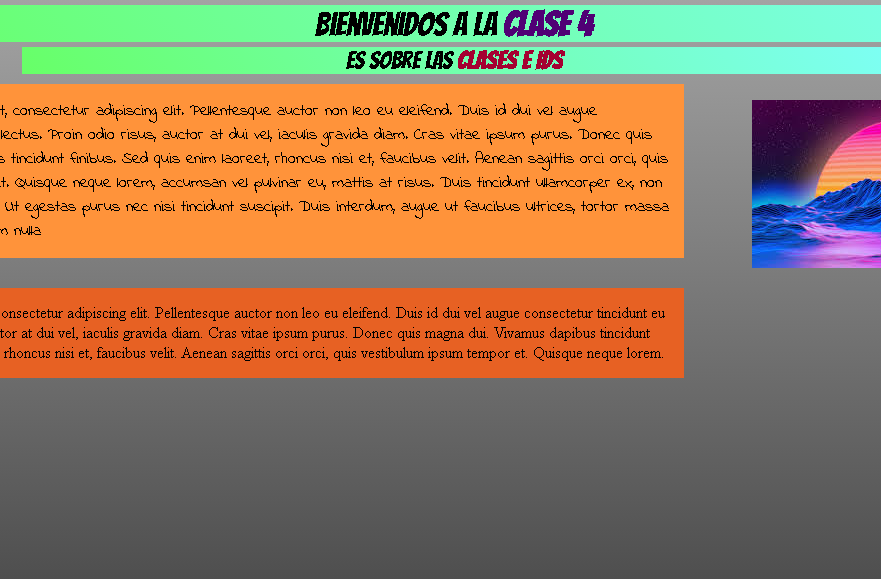 BIENVENIDOS A LA CLASE 4
ES SOBRE LAS CLASES E IDS
t, consectetur adipiscing elit. Pellentesque auctor non leo eu eleifend. Duis id dui vel augue
lectus. Proin odio risus, auctor at dui vel, iaculis gravida diam. Cras vitae ipsum purus. Donec quis
s tincidunt finibus. Sed quis enim laoreet, rhoncus nisi et, faucibus velit. Aenean sagittis orci orci, quis
t. Quisque neque lorem, accumsan vel pulvinar eu, mattis at risus. Duis tincidunt ullamcorper ex, non
Ut egestas purus nec nisi tincidunt suscipit. Duis interdum, augue ut faucibus ultrices, tortor massa
m nulla
onsectetur adipiscing elit. Pellentesque auctor non leo eu eleifend. Duis id dui vel augue consectetur tincidunt eu
tor at dui vel, iaculis gravida diam. Cras vitae ipsum purus. Donec quis magna dui. Vivamus dapibus tincidunt
rhoncus nisi et, faucibus velit. Aenean sagittis orci orci, quis vestibulum ipsum tempor et. Quisque neque lorem.